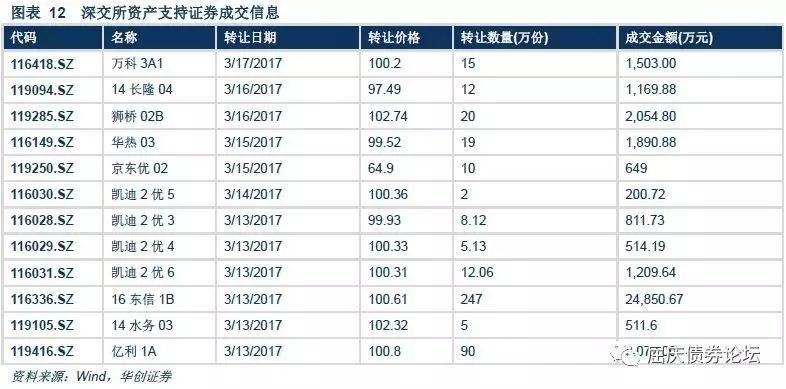 图表 12 深交所资产支持证券成交信息
代码 名称 转让日期 转让价格 转让数量(万份) 成交金额(万元)
116418.SZ 万科 3A1 3/17/2017 100.2 15 1,503.00
119094.SZ 14 长隆 04 3/16/2017 97.49 12 1,169.88
119285.SZ 狮桥 02B 3/16/2017 102.74 20 2,054.80
116149.SZ 华热 03 3/15/2017 99.52 19 1,890.88
119250.SZ 京东优 02 3/15/2017 64.9 10 649
116030.SZ 凯迪 2 优 5 3/14/2017 100.36 2 200.72
116028.SZ 凯迪 2 优 3 3/13/2017 99.93 8.12 811.73
116029.SZ 凯迪 2 优 4 3/13/2017 100.33 5.13 514.19
116031.SZ 凯迪 2 优 6 3/13/2017 100.31 12.06 1,209.64
116336.SZ 16 东信 1B 3/13/2017 100.61 247 24,850.67
119105.SZ 14 水务 03 3/13/2017 102.32 5 511.6
119416.SZ 亿利 1A 3/13/2017 100.8 90
屈庆债券论坛
资料来源：Wind，华创证券